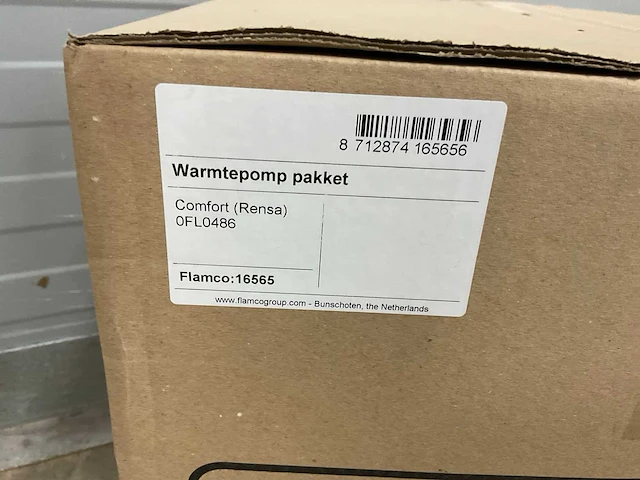 8 712874 165656
Warmtepomp pakket
Comfort (Rensa)
0FL0486
Flamco:16565
www.flamcogroup.com - Bunschoten, the Netherlands